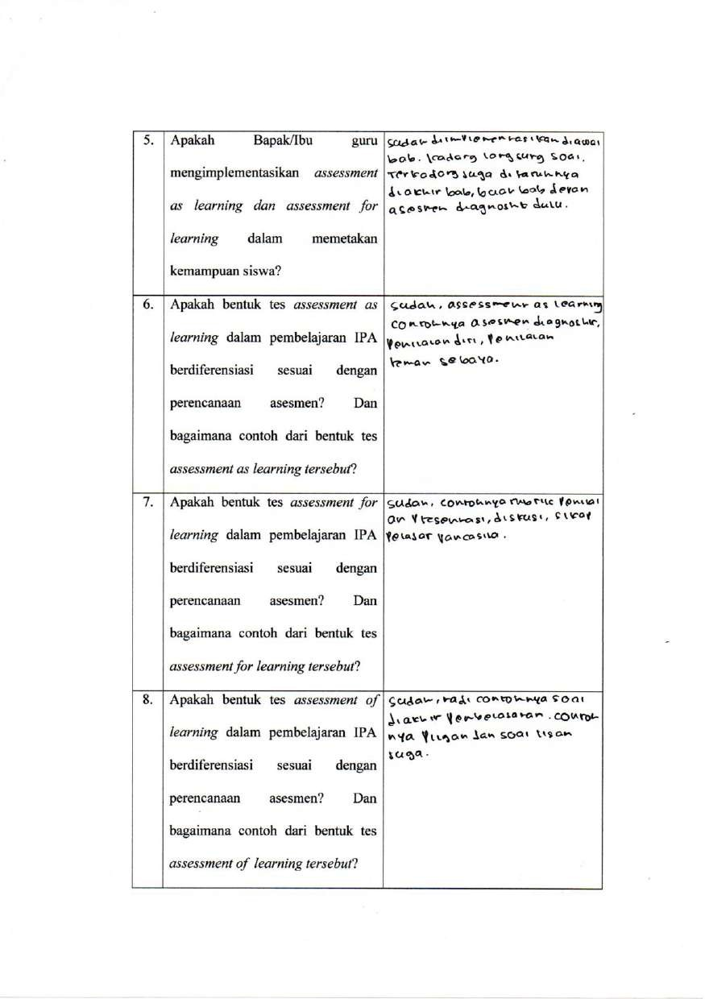 5.
Apakah Bapak/Ibu guru
mengimplementasikan assessment
as learning dan assessment for
learning dalam memetakan
kemampuan siswa?
sudah diimplementasikan diawal
bab. kadang langsung soal.
Terkadang juga di taruhnya
diakhir bab, buat bab depan
asesmen diagnostik dulu.
6.
Apakah bentuk tes assessment as
learning dalam pembelajaran IPA
berdiferensiasi sesuai dengan
perencanaan asesmen? Dan
bagaimana contoh dari bentuk tes
assessment as learning tersebut?
sudah, assessment as learning
contohnya asesmen diagnostik,
penilaian diri, penilaian
teman sebaya.
7.
Apakah bentuk tes assessment for
learning dalam pembelajaran IPA
berdiferensiasi sesuai dengan
perencanaan asesmen? Dan
bagaimana contoh dari bentuk tes
assessment for learning tersebut?
sudah, contohnya rubric penilai
an presentasi, diskusi, sikap
pelajar pancasila.
8.
Apakah bentuk tes assessment of
learning dalam pembelajaran IPA
berdiferensiasi sesuai dengan
perencanaan asesmen? Dan
bagaimana contoh dari bentuk tes
assessment of learning tersebut?
sudah, tadi contohnya soal
diakhir pembelajaran. contoh
nya pilgan dan soal lisan
juga.